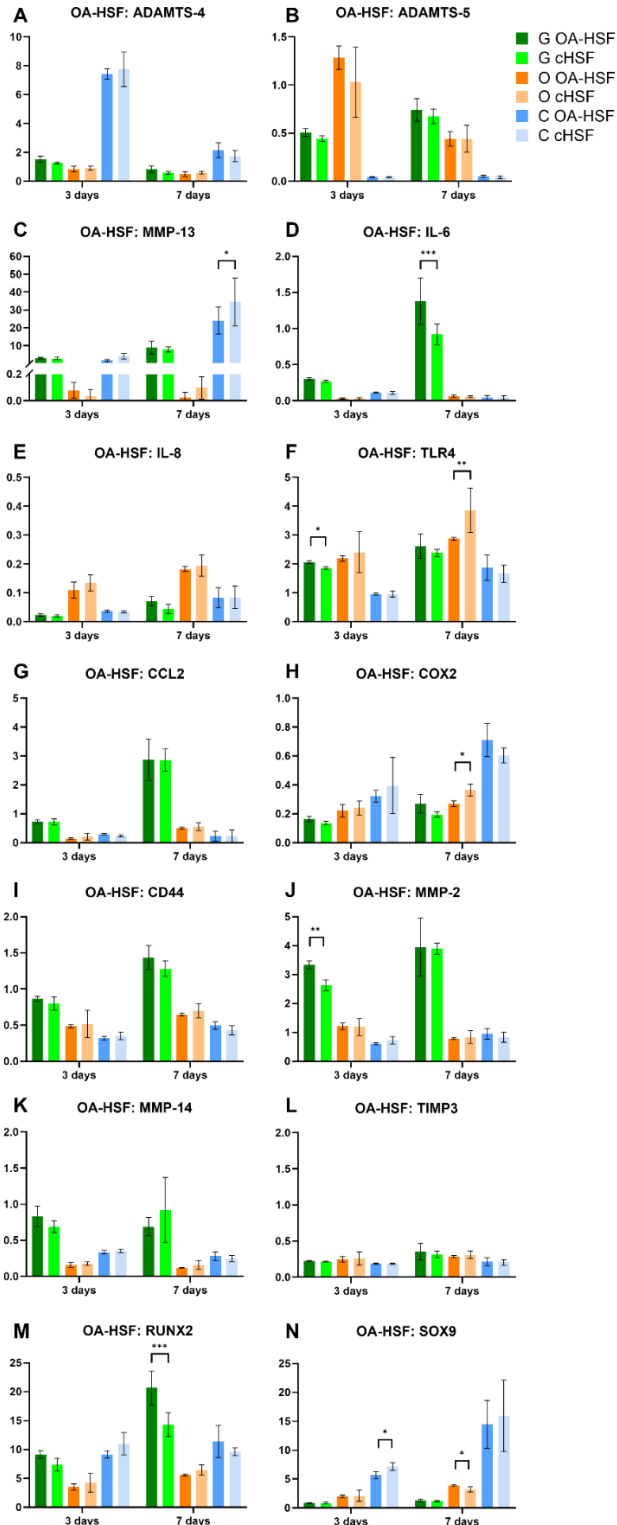 A OA-HSF: ADAMTS-4
10
8
6
4
2
0
3 days 7 days
B OA-HSF: ADAMTS-5
1.5
1.0
0.5
0.0
3 days 7 days
G OA-HSF
G cHSF
O OA-HSF
O cHSF
C OA-HSF
C cHSF
C OA-HSF: MMP-13
60
50
40
30
20
10
0.2
0.0
*
3 days 7 days
D OA-HSF: IL-6
2.0
1.5
1.0
0.5
0.0
***
3 days 7 days
E OA-HSF: IL-8
0.5
0.4
0.3
0.2
0.1
0.0
3 days 7 days
F OA-HSF: TLR4
5
4
3
2
1
0
* **
3 days 7 days
G OA-HSF: CCL2
5
4
3
2
1
0
3 days 7 days
H OA-HSF: COX2
1.0
0.8
0.6
0.4
0.2
0.0
*
3 days 7 days
I OA-HSF: CD44
2.0
1.5
1.0
0.5
0.0
3 days 7 days
J OA-HSF: MMP-2
5
4
3
2
1
0
**
3 days 7 days
K OA-HSF: MMP-14
2.0
1.5
1.0
0.5
0.0
3 days 7 days
L OA-HSF: TIMP3
2.0
1.5
1.0
0.5
0.0
3 days 7 days
M OA-HSF: RUNX2
25
20
15
10
5
0
***
3 days 7 days
N OA-HSF: SOX9
25
20
15
10
5
0
* *
3 days 7 days